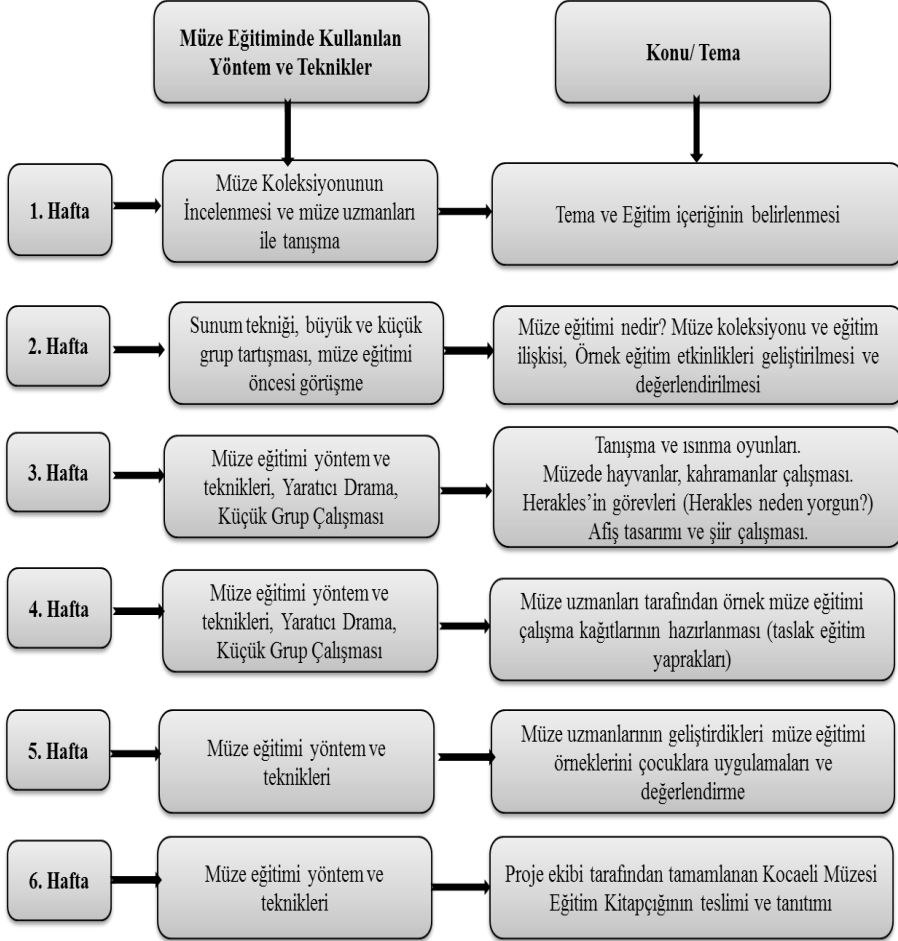 Müze Eğitiminde Kullanılan
Yöntem ve Teknikler
Konu/ Tema
1. Hafta
Müze Koleksiyonunun
İncelenmesi ve müze uzmanları
ile tanışma
Tema ve Eğitim içeriğinin belirlenmesi
2. Hafta
Sunum tekniği, büyük ve küçük
grup tartışması, müze eğitimi
öncesi görüşme
Müze eğitimi nedir? Müze koleksiyonu ve eğitim
ilişkisi, Örnek eğitim etkinlikleri geliştirilmesi ve
değerlendirilmesi
3. Hafta
Müze eğitimi yöntem ve
teknikleri, Yaratıcı Drama,
Küçük Grup Çalışması
Tanışma ve ısınma oyunları.
Müzede hayvanlar, kahramanlar çalışması.
Herakles’in görevleri (Herakles neden yorgun?)
Afiş tasarımı ve şiir çalışması.
4. Hafta
Müze eğitimi yöntem ve
teknikleri, Yaratıcı Drama,
Küçük Grup Çalışması
Müze uzmanları tarafından örnek müze eğitimi
çalışma kağıtlarının hazırlanması (taslak eğitim
yaprakları)
5. Hafta
Müze eğitimi yöntem ve
teknikleri
Müze uzmanlarının geliştirdikleri müze eğitimi
örneklerini çocuklara uygulamaları ve
değerlendirme
6. Hafta
Müze eğitimi yöntem ve
teknikleri
Proje ekibi tarafından tamamlanan Kocaeli Müzesi
Eğitim Kitapçığının teslimi ve tanıtımı